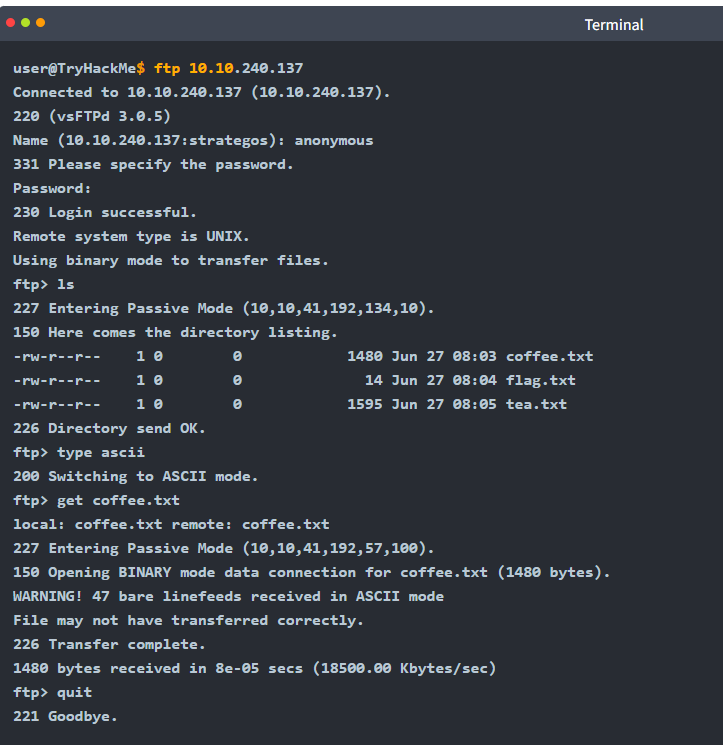 Terminal
user@TryHackMe$ ftp 10.10.240.137
Connected to 10.10.240.137 (10.10.240.137).
220 (vsFTPd 3.0.5)
Name (10.10.240.137:strategos): anonymous
331 Please specify the password.
Password:
230 Login successful.
Remote system type is UNIX.
Using binary mode to transfer files.
ftp> ls
227 Entering Passive Mode (10,10,41,192,134,10).
150 Here comes the directory listing.
-rw-r--r--    1 0        0            1480 Jun 27 08:03 coffee.txt
-rw-r--r--    1 0        0              14 Jun 27 08:04 flag.txt
-rw-r--r--    1 0        0            1595 Jun 27 08:05 tea.txt
226 Directory send OK.
ftp> type ascii
200 Switching to ASCII mode.
ftp> get coffee.txt
local: coffee.txt remote: coffee.txt
227 Entering Passive Mode (10,10,41,192,57,100).
150 Opening BINARY mode data connection for coffee.txt (1480 bytes).
WARNING! 47 bare linefeeds received in ASCII mode
File may not have transferred correctly.
226 Transfer complete.
1480 bytes received in 8e-05 secs (18500.00 Kbytes/sec)
ftp> quit
221 Goodbye.